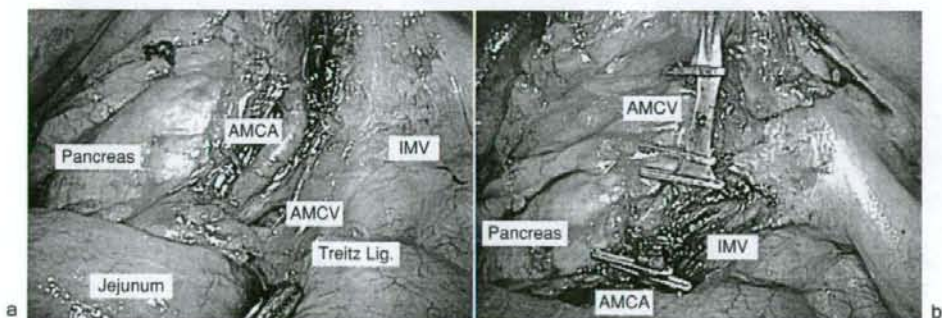 AMCA
Pancreas
IMV
AMCV
Treitz Lig.
Jejunum
a
AMCV
Pancreas
IMV
AMCA
b